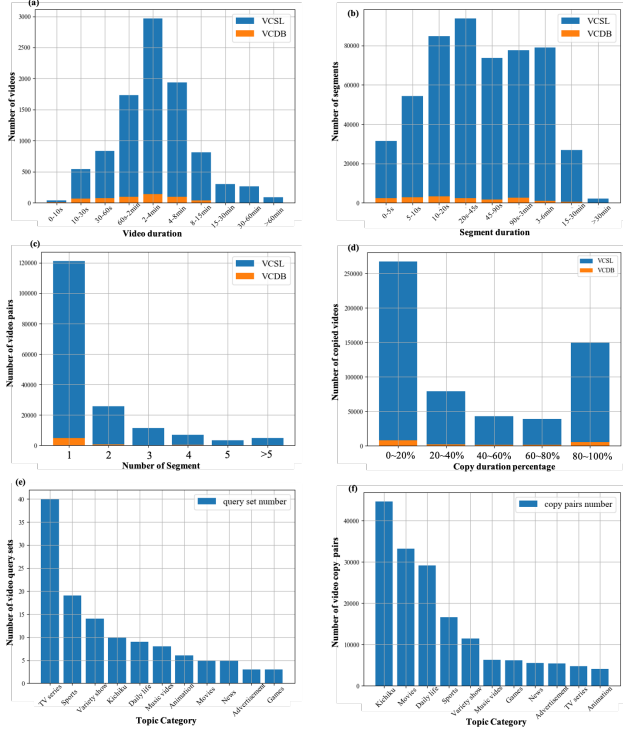 (a)
VCSL
VCDB
Number of videos
3000
2500
2000
1500
1000
500
0
0-10s
10-30s
30-60s
60s-2min
2-4min
4-8min
8-15min
15-30min
30-60min
>60min
Video duration
(b)
VCSL
VCDB
Number of segments
80000
60000
40000
20000
0
0-5s
5-10s
10-20s
20s-45s
45-90s
90s-3min
3-6min
15-30min
>30min
Segment duration
(c)
VCSL
VCDB
Number of video pairs
120000
100000
80000
60000
40000
20000
0
1
2
3
4
5
>5
Number of Segment
(d)
VCSL
VCDB
Number of copied videos
250000
200000
150000
100000
50000
0
0~20%
20~40%
40~60%
60~80%
80~100%
Copy duration percentage
(e)
query set number
Number of video query sets
40
35
30
25
20
15
10
5
0
TV series
Sports
Variety show
Kichiku
Daily life
Music video
Animation
Movies
News
Advertisement
Games
Topic Category
(f)
copy pairs number
Number of video copy pairs
40000
30000
20000
10000
0
Kichiku
Movies
Daily life
Sports
Variety show
Music video
Games
News
Advertisement
TV series
Animation
Topic Category